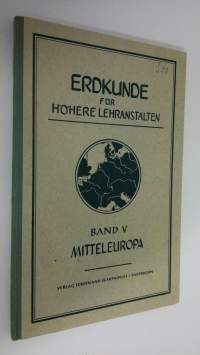 ERDKUNDE
FÜR
HÖHERE LEHRANSTALTEN
BAND V
MITTELEUROPA
VERLAG FERDINAND SCHÖNINGH / PADERBORN